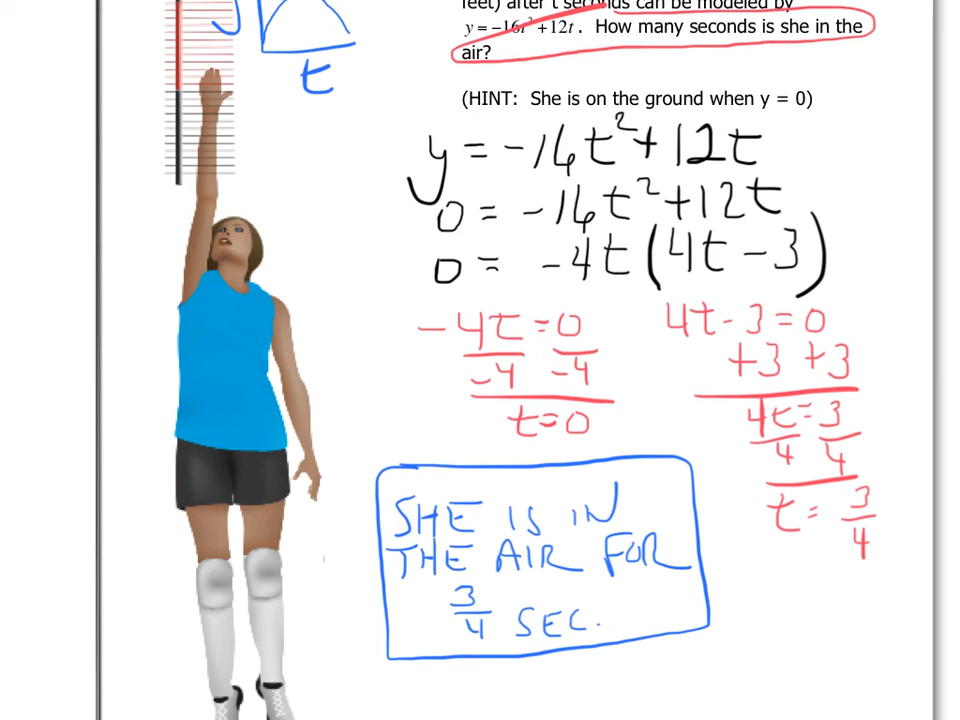 feet) after t seconds can be modeled by
y = -16t² +12t. How many seconds is she in the
air?
t
(HINT: She is on the ground when y = 0)
y = -16t² + 12t
0 = -16t² + 12t
0 = -4t (4t - 3)
-4t = 0
-4 -4
t = 0
4t - 3 = 0
+3 +3
4t = 3
4 4
t = 3/4
SHE IS IN
THE AIR FOR
3/4 SEC.